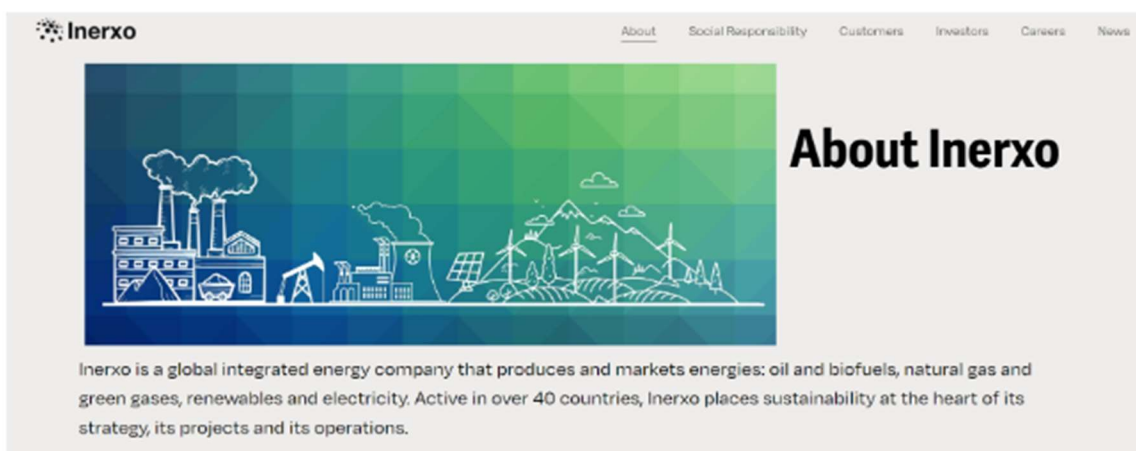 Inerxo
About Social Responsibility Customers Investors Careers News
About Inerxo
Inerxo is a global integrated energy company that produces and markets energies: oil and biofuels, natural gas and
green gases, renewables and electricity. Active in over 40 countries, Inerxo places sustainability at the heart of its
strategy, its projects and its operations.